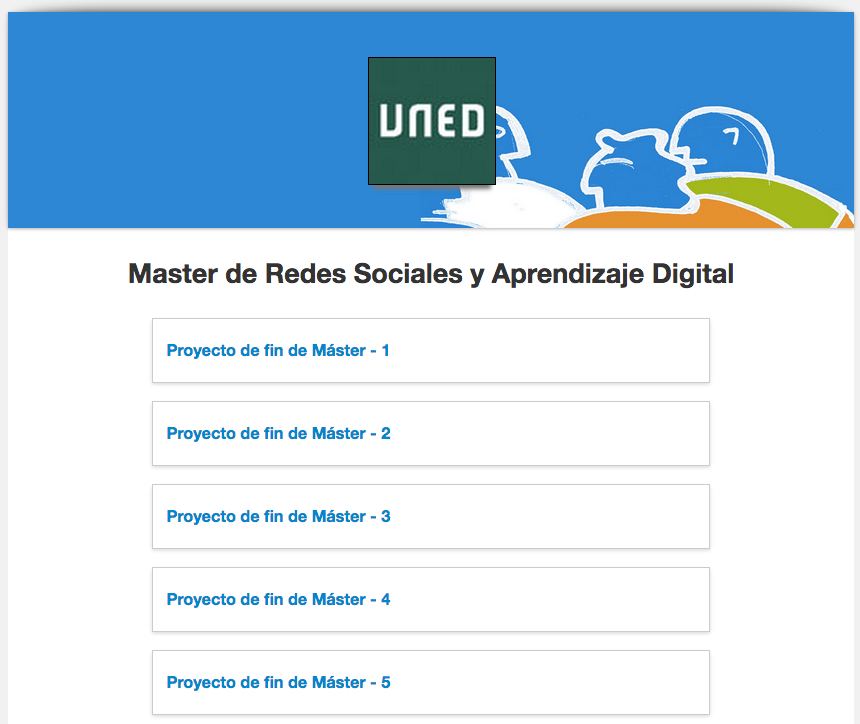 UNED
Master de Redes Sociales y Aprendizaje Digital
Proyecto de fin de Máster - 1
Proyecto de fin de Máster - 2
Proyecto de fin de Máster - 3
Proyecto de fin de Máster - 4
Proyecto de fin de Máster - 5